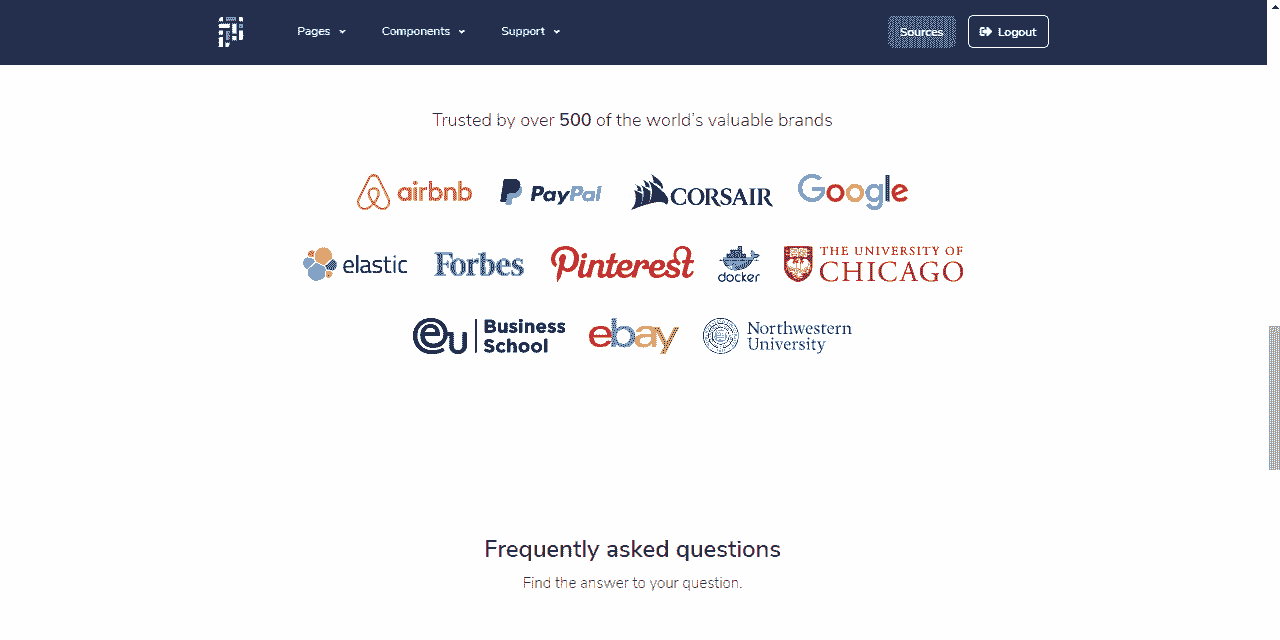 Pages Components Support Sources Logout
Trusted by over 500 of the world's valuable brands
airbnb PayPal CORSAIR Google
elastic Forbes Pinterest docker THE UNIVERSITY OF CHICAGO
eu Business School ebay Northwestern University
Frequently asked questions
Find the answer to your question.